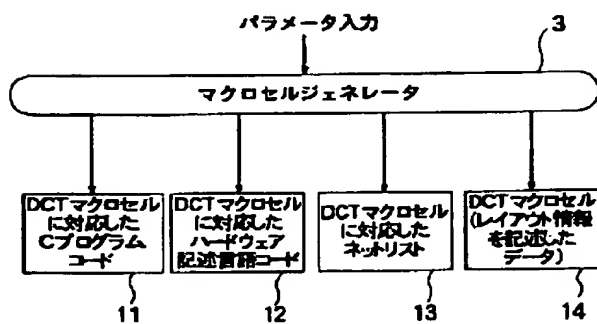 パラメータ入力
3
マクロセルジェネレータ
DCTマクロセル
に対応した
Cプログラム
コード
DCTマクロセル
に対応した
ハードウェア
記述言語コード
DCTマクロセル
に対応した
ネットリスト
DCTマクロセル
(レイアウト情報
を記述した
データ)
11
12
13
14